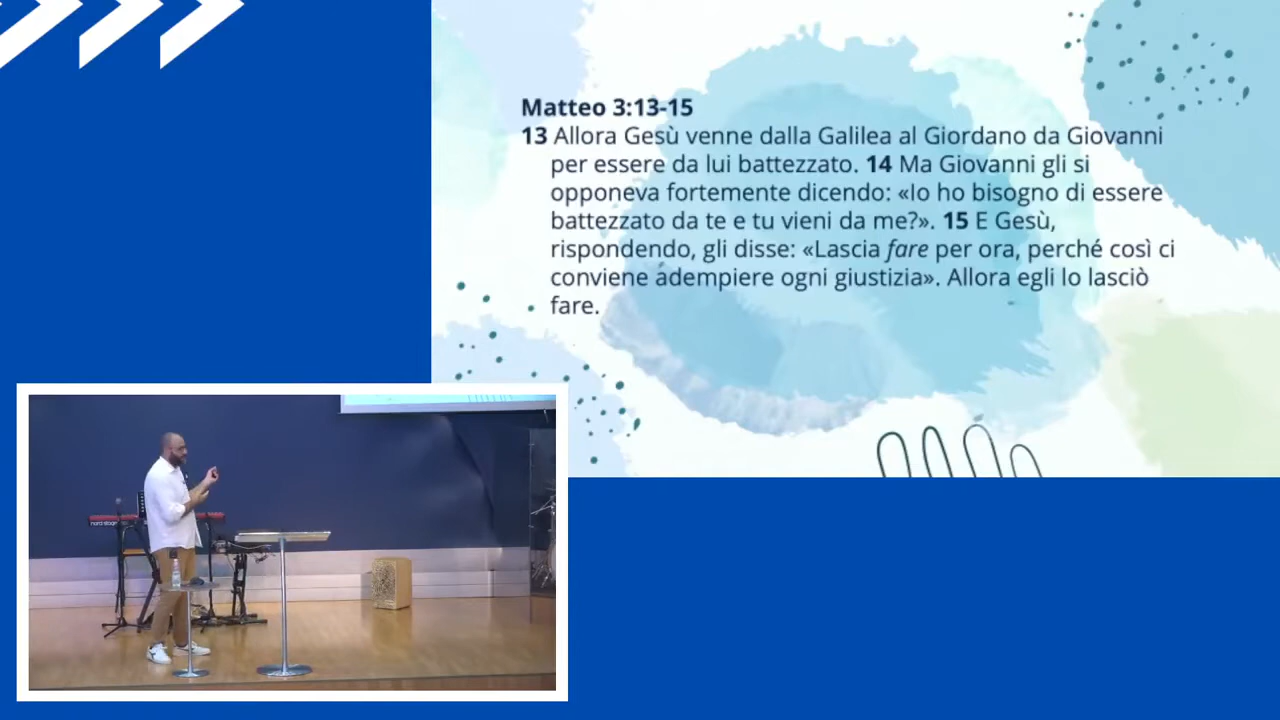 Matteo 3:13-15
13 Allora Gesù venne dalla Galilea al Giordano da Giovanni
per essere da lui battezzato. 14 Ma Giovanni gli si
opponeva fortemente dicendo: «Io ho bisogno di essere
battezzato da te e tu vieni da me?». 15 E Gesù,
rispondendo, gli disse: «Lascia fare per ora, perché così ci
conviene adempiere ogni giustizia». Allora egli lo lasciò
fare.